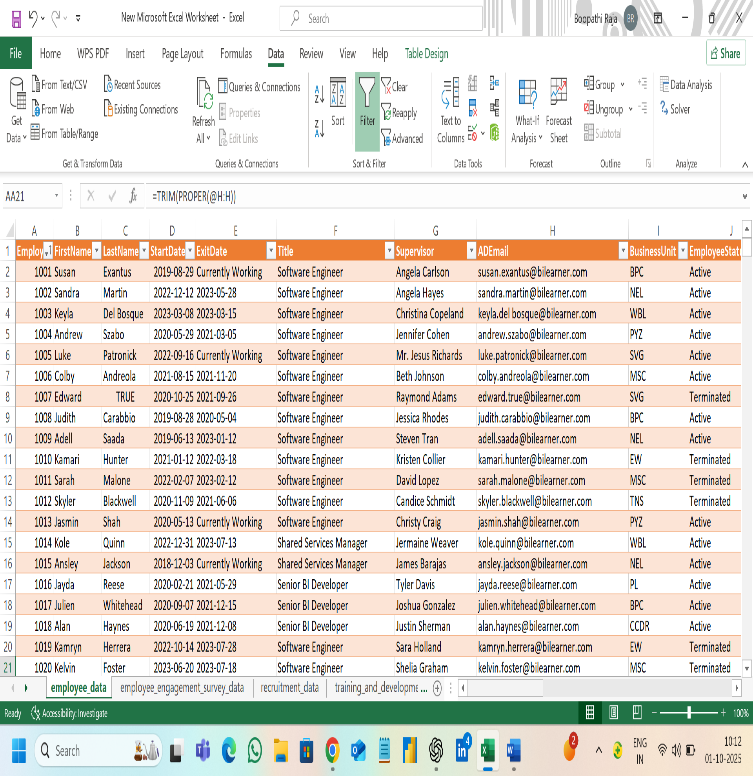 New Microsoft Excel Worksheet - Excel
Search
Boopathi Raja BR
File Home WPS PDF Insert Page Layout Formulas Data Review View Help Table Design Share
Get Data
From Text/CSV
From Web
From Table/Range
Recent Sources
Existing Connections
Get & Transform Data
Refresh All
Queries & Connections
Properties
Edit Links
Queries & Connections
Sort
Filter
Clear
Reapply
Advanced
Sort & Filter
Text to Columns
Data Tools
What-If Analysis
Forecast Sheet
Forecast
Group
Ungroup
Subtotal
Outline
Data Analysis
Solver
Analyze
AA21 fx =TRIM(PROPER(@H:H))
A B C D E F G H I J
1 Employ FirstName LastName StartDate ExitDate Title Supervisor ADEmail BusinessUnit EmployeeStat
2 1001 Susan Exantus 2019-08-29 Currently Working Software Engineer Angela Carlson susan.exantus@bilearner.com BPC Active
3 1002 Sandra Martin 2022-12-12 2023-05-28 Software Engineer Angela Hayes sandra.martin@bilearner.com NEL Active
4 1003 Keyla Del Bosque 2023-03-08 2023-03-15 Software Engineer Christina Copeland keyla.del bosque@bilearner.com WBL Active
5 1004 Andrew Szabo 2020-05-29 2021-03-05 Software Engineer Jennifer Cohen andrew.szabo@bilearner.com PYZ Active
6 1005 Luke Patronick 2022-09-16 Currently Working Software Engineer Mr. Jesus Richards luke.patronick@bilearner.com SVG Active
7 1006 Colby Andreola 2021-08-15 2021-11-20 Software Engineer Beth Johnson colby.andreola@bilearner.com MSC Active
8 1007 Edward TRUE 2020-10-25 2021-09-26 Software Engineer Raymond Adams edward.true@bilearner.com SVG Terminated
9 1008 Judith Carabbio 2019-08-28 2020-05-04 Software Engineer Jessica Rhodes judith.carabbio@bilearner.com BPC Active
10 1009 Adell Saada 2019-06-13 2023-01-12 Software Engineer Steven Tran adell.saada@bilearner.com NEL Active
11 1010 Kamari Hunter 2021-01-12 2022-03-18 Software Engineer Kristen Collier kamari.hunter@bilearner.com EW Terminated
12 1011 Sarah Malone 2022-02-07 2023-02-12 Software Engineer David Lopez sarah.malone@bilearner.com MSC Terminated
13 1012 Skyler Blackwell 2020-11-09 2021-06-06 Software Engineer Candice Schmidt skyler.blackwell@bilearner.com TNS Terminated
14 1013 Jasmin Shah 2020-05-13 Currently Working Software Engineer Christy Craig jasmin.shah@bilearner.com PYZ Active
15 1014 Kole Quinn 2022-12-31 2023-07-13 Shared Services Manager Jermaine Weaver kole.quinn@bilearner.com WBL Active
16 1015 Ansley Jackson 2018-12-03 Currently Working Shared Services Manager James Barajas ansley.jackson@bilearner.com NEL Active
17 1016 Jayda Reese 2020-02-21 2021-05-29 Senior BI Developer Tyler Davis jayda.reese@bilearner.com PL Active
18 1017 Julien Whitehead 2020-09-07 2021-12-15 Senior BI Developer Joshua Gonzalez julien.whitehead@bilearner.com BPC Active
19 1018 Alan Haynes 2020-06-19 2021-12-08 Senior BI Developer Justin Sherman alan.haynes@bilearner.com CCDR Active
20 1019 Kamryn Herrera 2022-10-14 2023-07-28 Software Engineer Sara Holland kamryn.herrera@bilearner.com EW Terminated
21 1020 Kelvin Foster 2023-06-20 2023-07-18 Software Engineer Shelia Graham kelvin.foster@bilearner.com MSC Terminated
employee_data employee_engagement_survey_data recruitment_data training_and_developme ...
Ready Accessibility: Investigate 100%
Search 4 2 ENG IN 10:12 01-10-2025